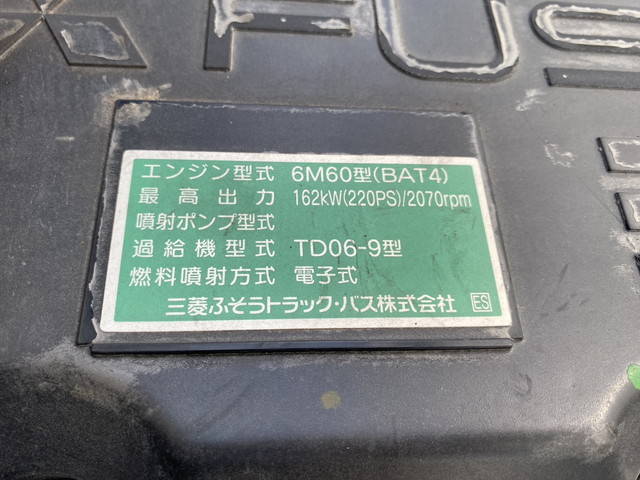 FUS
エンジン型式 6M60型(BAT4)
最高出力 162kW(220PS)/2070rpm
噴射ポンプ型式
過給機型式 TD06-9型
燃料噴射方式 電子式
三菱ふそうトラック・バス株式会社 ES